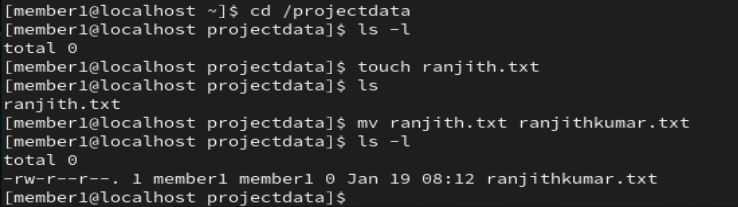 [member1@localhost ~]$ cd /projectdata
[member1@localhost projectdata]$ ls -l
total 0
[member1@localhost projectdata]$ touch ranjith.txt
[member1@localhost projectdata]$ ls
ranjith.txt
[member1@localhost projectdata]$ mv ranjith.txt ranjithkumar.txt
[member1@localhost projectdata]$ ls -l
total 0
-rw-r--r--. 1 member1 member1 0 Jan 19 08:12 ranjithkumar.txt
[member1@localhost projectdata]$